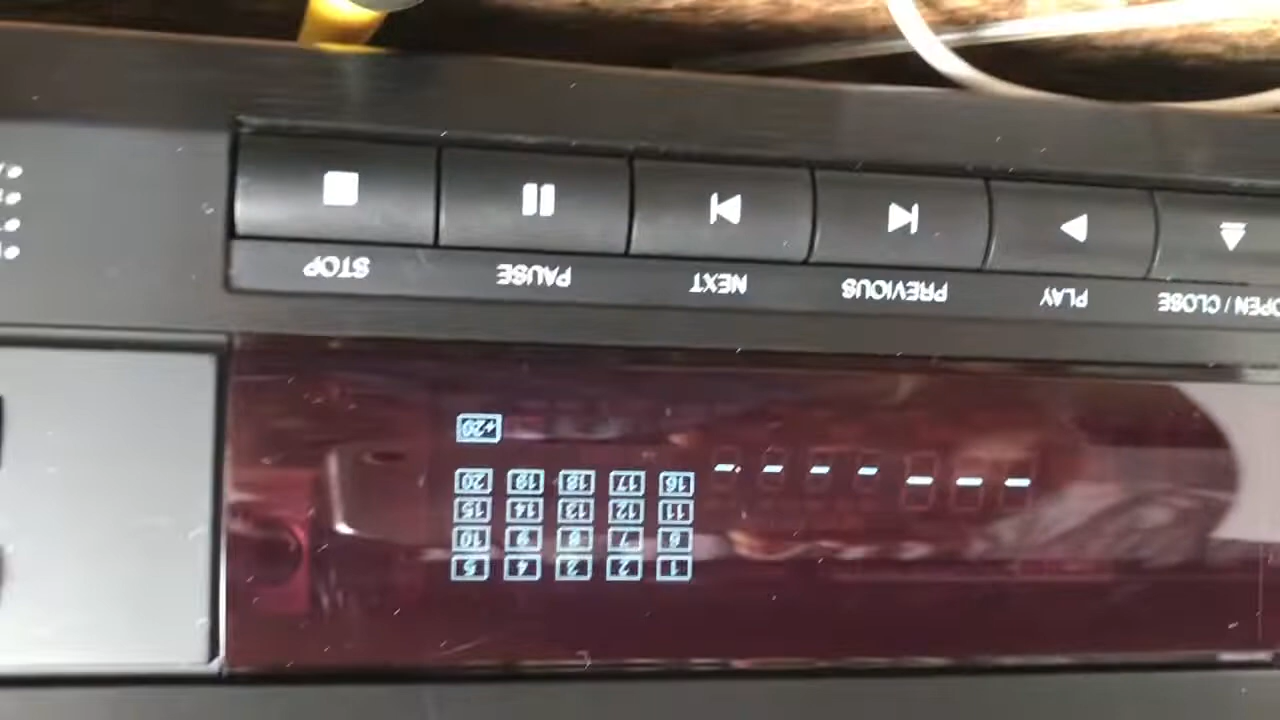 1 2 3 4 5
6 7 8 9 10
11 12 13 14 15
16 17 18 19 20
+20
OPEN / CLOSE
PLAY
PREVIOUS
NEXT
PAUSE
STOP